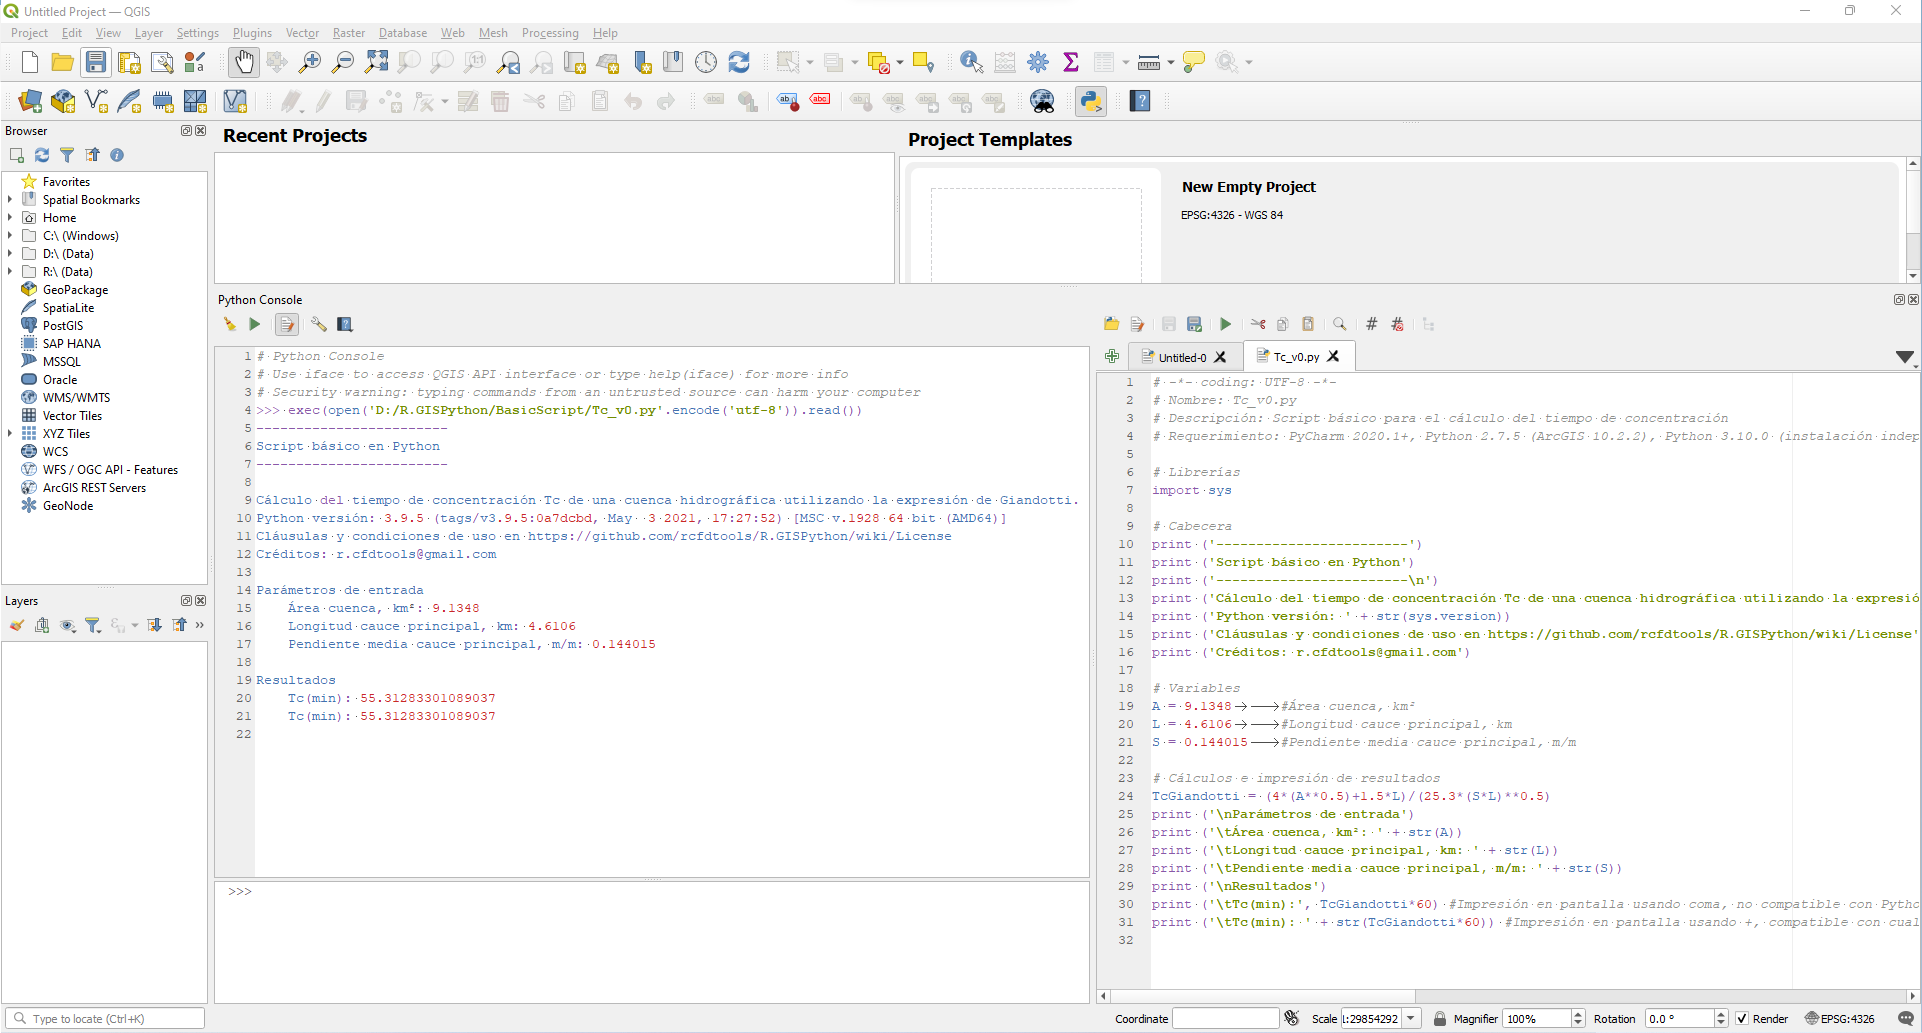 Untitled Project — QGIS
Project Edit View Layer Settings Plugins Vector Raster Database Web Mesh Processing Help
Browser
Favorites
Spatial Bookmarks
Home
C:\ (Windows)
D:\ (Data)
R:\ (Data)
GeoPackage
SpatiaLite
PostGIS
SAP HANA
MSSQL
Oracle
WMS/WMTS
Vector Tiles
XYZ Tiles
WCS
WFS / OGC API - Features
ArcGIS REST Servers
GeoNode
Layers
Recent Projects
Project Templates
New Empty Project
EPSG:4326 - WGS 84
Python Console
1 # Python Console
2 # Use iface to access QGIS API interface or type help(iface) for more info
3 # Security warning: typing commands from an untrusted source can harm your computer
4 >>> exec(open('D:/R.GISPython/BasicScript/Tc_v0.py'.encode('utf-8')).read())
5 ------------------------
6 Script básico en Python
7 ------------------------
8
9 Cálculo del tiempo de concentración Tc de una cuenca hidrográfica utilizando la expresión de Giandotti.
10 Python versión: 3.9.5 (tags/v3.9.5:0a7dcbd, May  3 2021, 17:27:52) [MSC v.1928 64 bit (AMD64)]
11 Cláusulas y condiciones de uso en https://github.com/rcfdtools/R.GISPython/wiki/License
12 Créditos: r.cfdtools@gmail.com
13
14 Parámetros de entrada
15 Área cuenca, km²: 9.1348
16 Longitud cauce principal, km: 4.6106
17 Pendiente media cauce principal, m/m: 0.144015
18
19 Resultados
20 Tc(min): 55.31283301089037
21 Tc(min): 55.31283301089037
22
>>>
Untitled-0
Tc_v0.py
1 # -*- coding: UTF-8 -*-
2 # Nombre: Tc_v0.py
3 # Descripción: Script básico para el cálculo del tiempo de concentración
4 # Requerimiento: PyCharm 2020.1+, Python 2.7.5 (ArcGIS 10.2.2), Python 3.10.0 (instalación indep
5
6 # Librerías
7 import sys
8
9 # Cabecera
10 print ('------------------------')
11 print ('Script básico en Python')
12 print ('------------------------\n')
13 print ('Cálculo del tiempo de concentración Tc de una cuenca hidrográfica utilizando la expresió
14 print ('Python versión: ' + str(sys.version))
15 print ('Cláusulas y condiciones de uso en https://github.com/rcfdtools/R.GISPython/wiki/License'
16 print ('Créditos: r.cfdtools@gmail.com')
17
18 # Variables
19 A = 9.1348 #Área cuenca, km²
20 L = 4.6106 #Longitud cauce principal, km
21 S = 0.144015 #Pendiente media cauce principal, m/m
22
23 # Cálculos e impresión de resultados
24 TcGiandotti = (4*(A**0.5)+1.5*L)/(25.3*(S*L)**0.5)
25 print ('\nParámetros de entrada')
26 print ('\tÁrea cuenca, km²: ' + str(A))
27 print ('\tLongitud cauce principal, km: ' + str(L))
28 print ('\tPendiente media cauce principal, m/m: ' + str(S))
29 print ('\nResultados')
30 print ('\tTc(min):', TcGiandotti*60) #Impresión en pantalla usando coma, no compatible con Pytho
31 print ('\tTc(min): ' + str(TcGiandotti*60)) #Impresión en pantalla usando +, compatible con cual
32
Type to locate (Ctrl+K)
Coordinate
Scale 1:29854292
Magnifier 100%
Rotation 0.0 °
Render
EPSG:4326